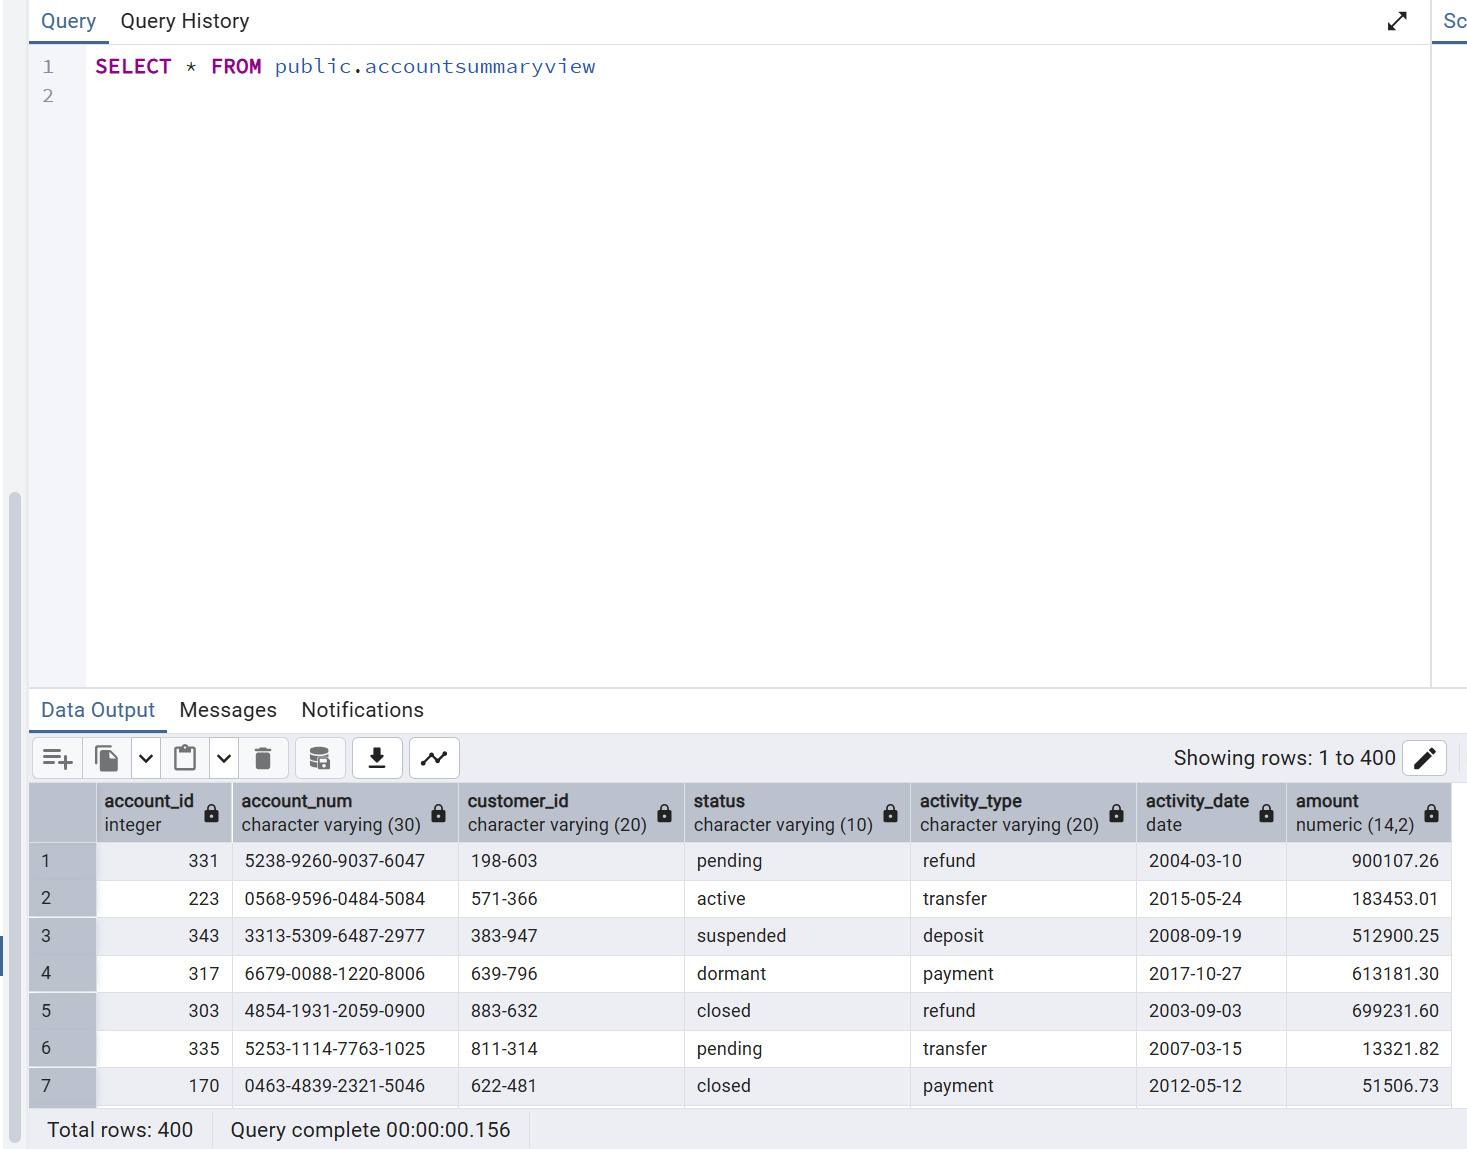 Query Query History Sc
1 SELECT * FROM public.accountsummaryview
2
Data Output Messages Notifications
Showing rows: 1 to 400
account_id account_num customer_id status activity_type activity_date amount
integer character varying (30) character varying (20) character varying (10) character varying (20) date numeric (14,2)
1 331 5238-9260-9037-6047 198-603 pending refund 2004-03-10 900107.26
2 223 0568-9596-0484-5084 571-366 active transfer 2015-05-24 183453.01
3 343 3313-5309-6487-2977 383-947 suspended deposit 2008-09-19 512900.25
4 317 6679-0088-1220-8006 639-796 dormant payment 2017-10-27 613181.30
5 303 4854-1931-2059-0900 883-632 closed refund 2003-09-03 699231.60
6 335 5253-1114-7763-1025 811-314 pending transfer 2007-03-15 13321.82
7 170 0463-4839-2321-5046 622-481 closed payment 2012-05-12 51506.73
Total rows: 400 Query complete 00:00:00.156